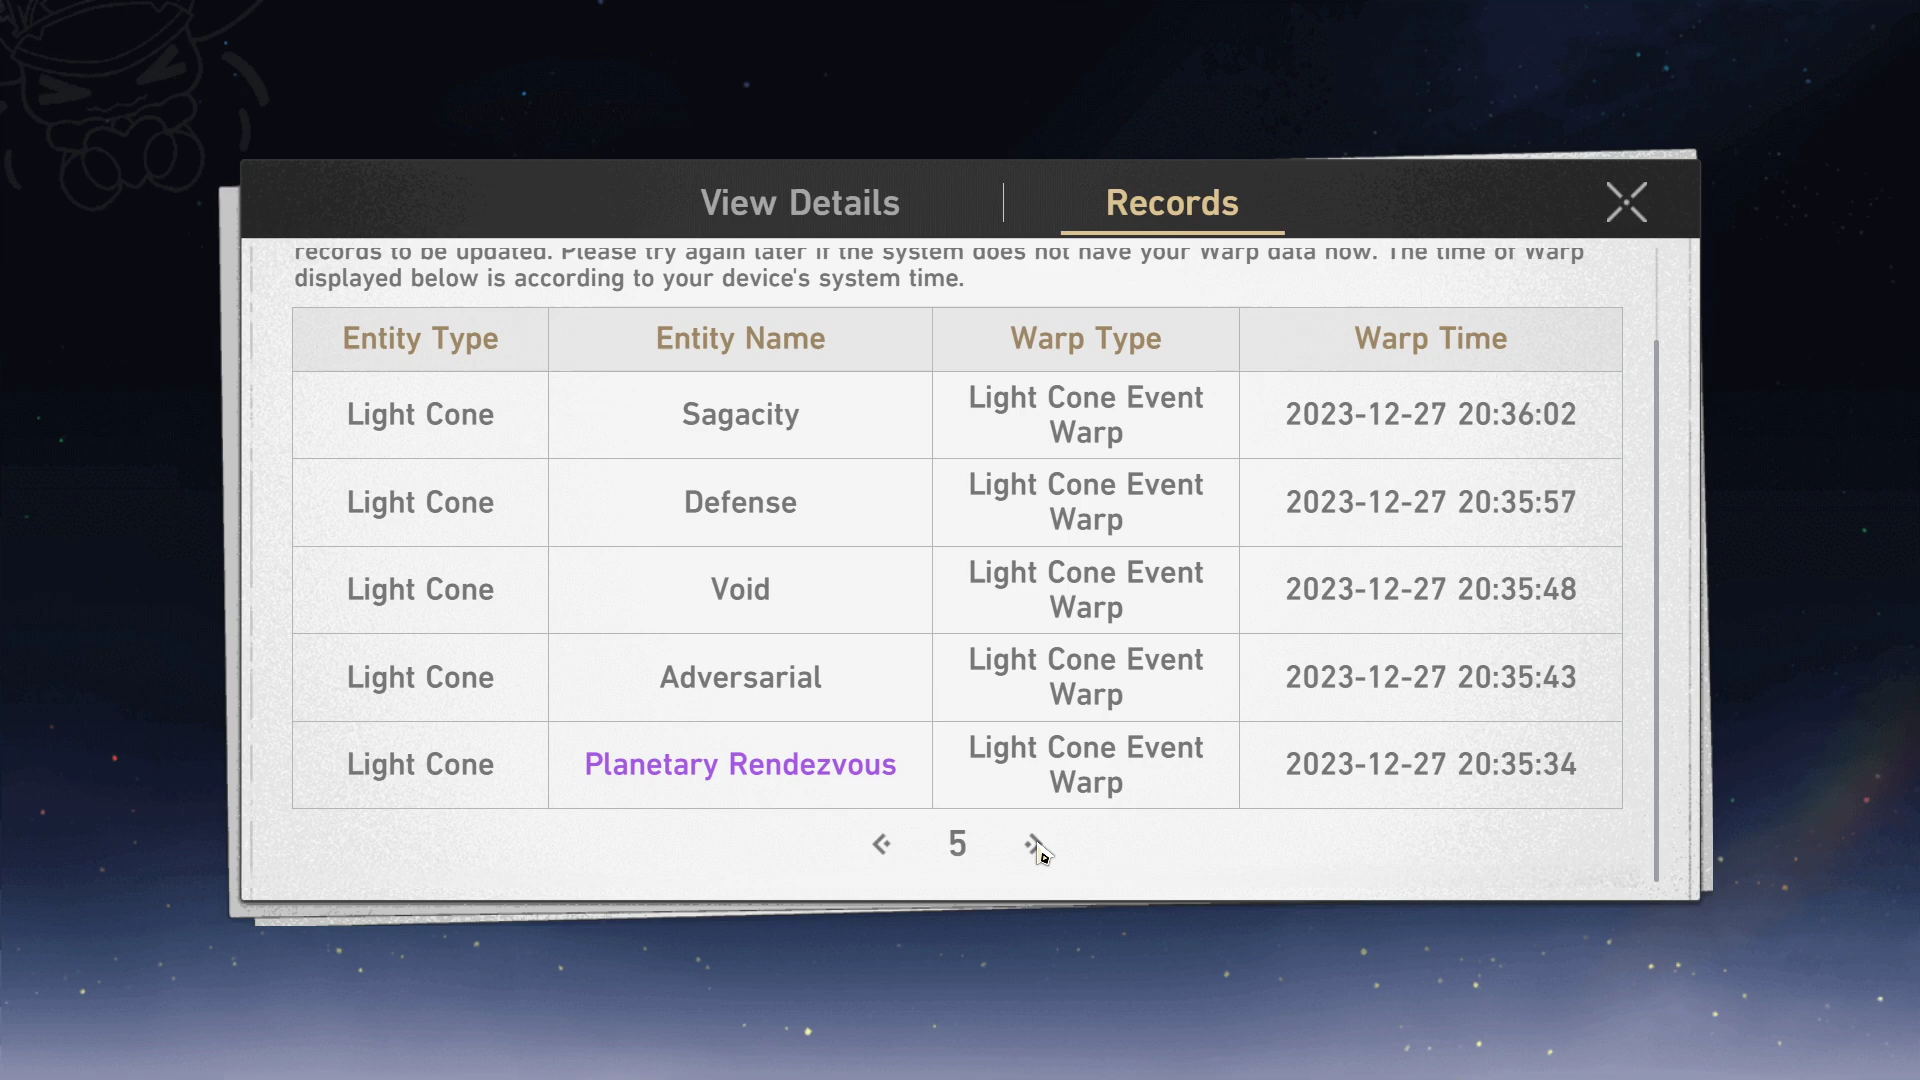 View Details
Records
records to be updated. Please try again later if the system does not have your Warp data now. The time of Warp
displayed below is according to your device's system time.
Entity Type Entity Name Warp Type Warp Time
Light Cone Sagacity Light Cone Event Warp 2023-12-27 20:36:02
Light Cone Defense Light Cone Event Warp 2023-12-27 20:35:57
Light Cone Void Light Cone Event Warp 2023-12-27 20:35:48
Light Cone Adversarial Light Cone Event Warp 2023-12-27 20:35:43
Light Cone Planetary Rendezvous Light Cone Event Warp 2023-12-27 20:35:34
5